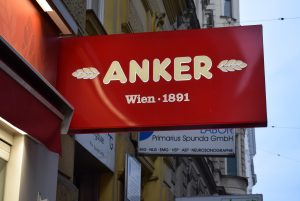 ANKER
Wien · 1891
LABOR
Primarius Spunda GmbH